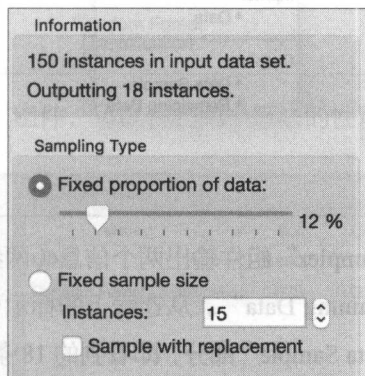 Information
150 instances in input data set.
Outputting 18 instances.
Sampling Type
Fixed proportion of data:
12 %
Fixed sample size
Instances: 15
Sample with replacement